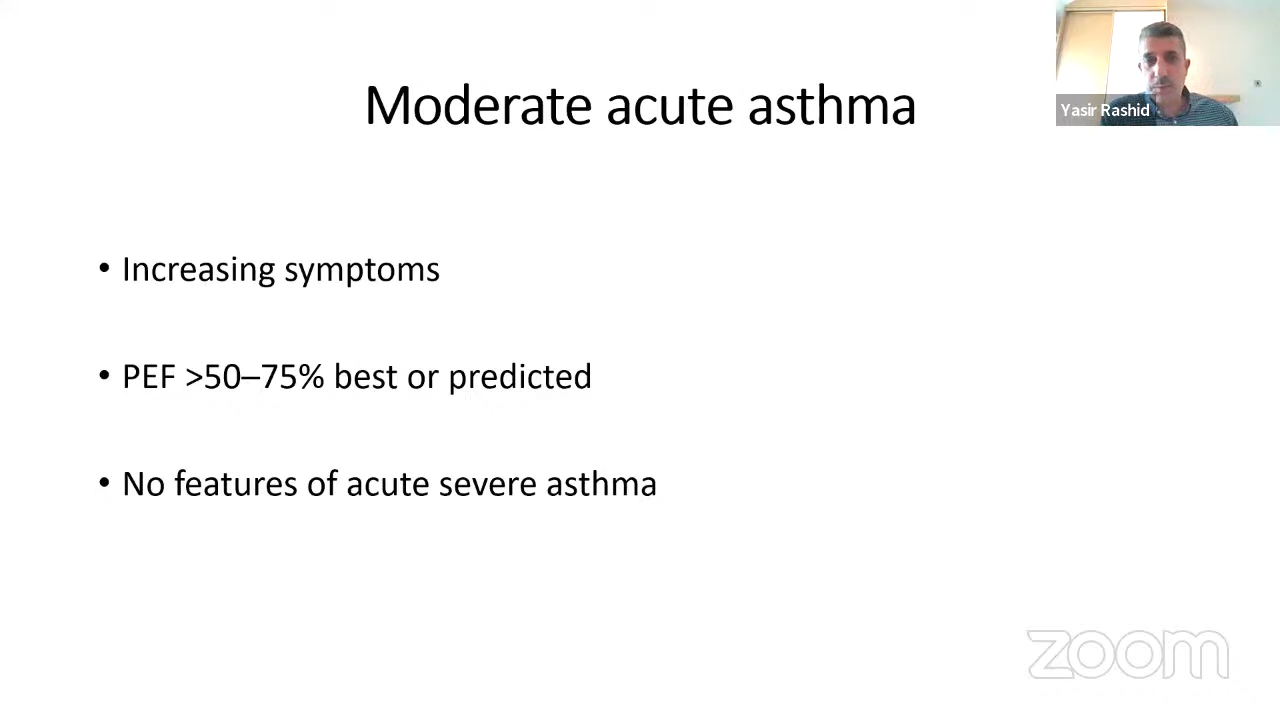 Moderate acute asthma
Yasir Rashid
• Increasing symptoms
• PEF >50–75% best or predicted
• No features of acute severe asthma
zoom